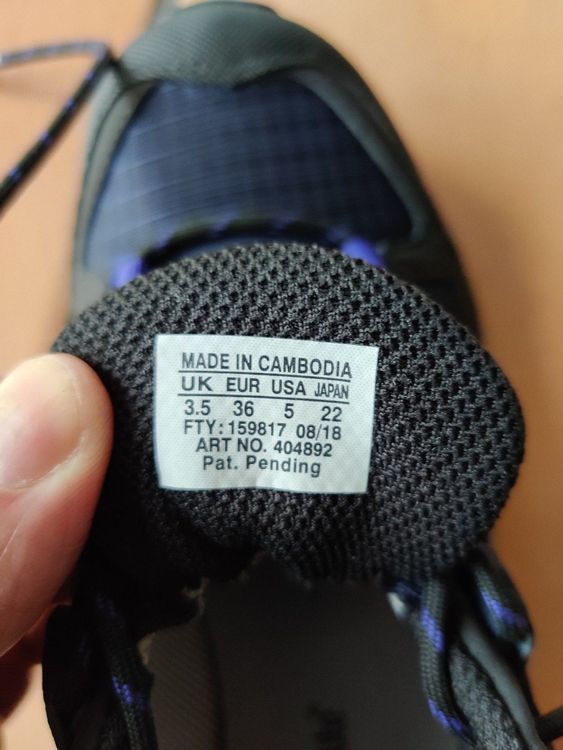 MADE IN CAMBODIA
UK EUR USA JAPAN
3.5 36 5 22
FTY: 159817 08/18
ART NO. 404892
Pat. Pending